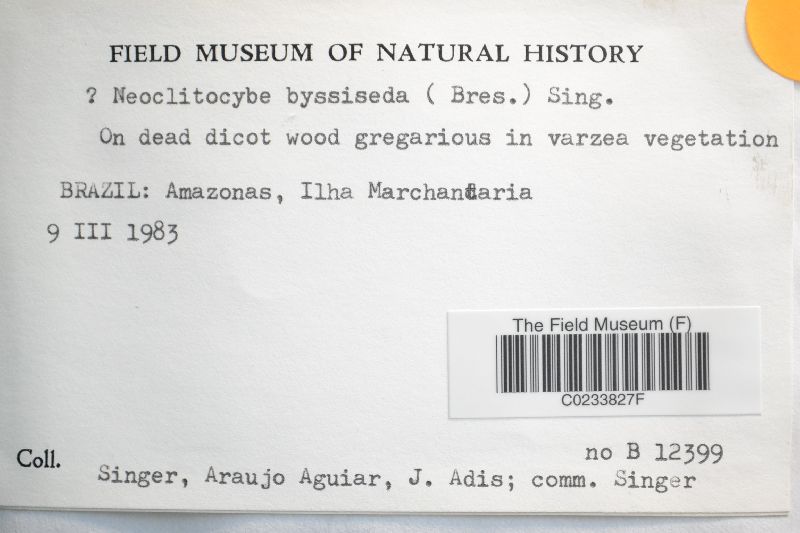 FIELD MUSEUM OF NATURAL HISTORY
? Neoclitocybe byssiseda ( Bres.) Sing.
On dead dicot wood gregarious in varzea vegetation
BRAZIL: Amazonas, Ilha Marchantaria
9 III 1983
The Field Museum (F)
C0233827F
no B 12399
Coll. Singer, Araujo Aguiar, J. Adis; comm. Singer